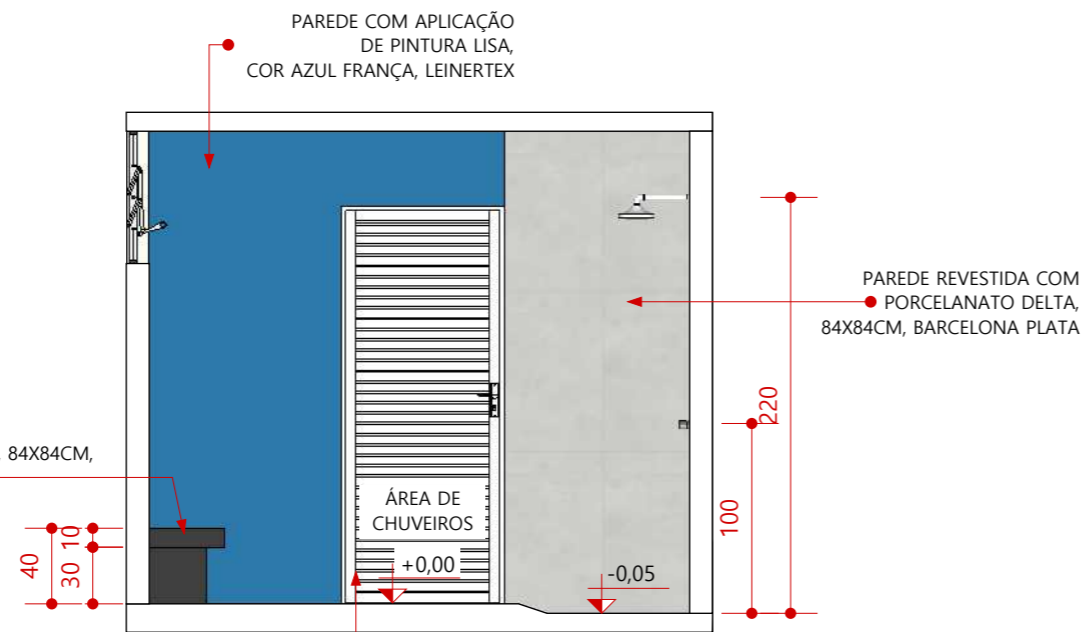 PAREDE COM APLICAÇÃO
DE PINTURA LISA,
COR AZUL FRANÇA, LEINERTEX
PAREDE REVESTIDA COM
PORCELANATO DELTA,
84X84CM, BARCELONA PLATA
220
84X84CM,
100
ÁREA DE
CHUVEIROS
40
30
10
+0,00
-0,05